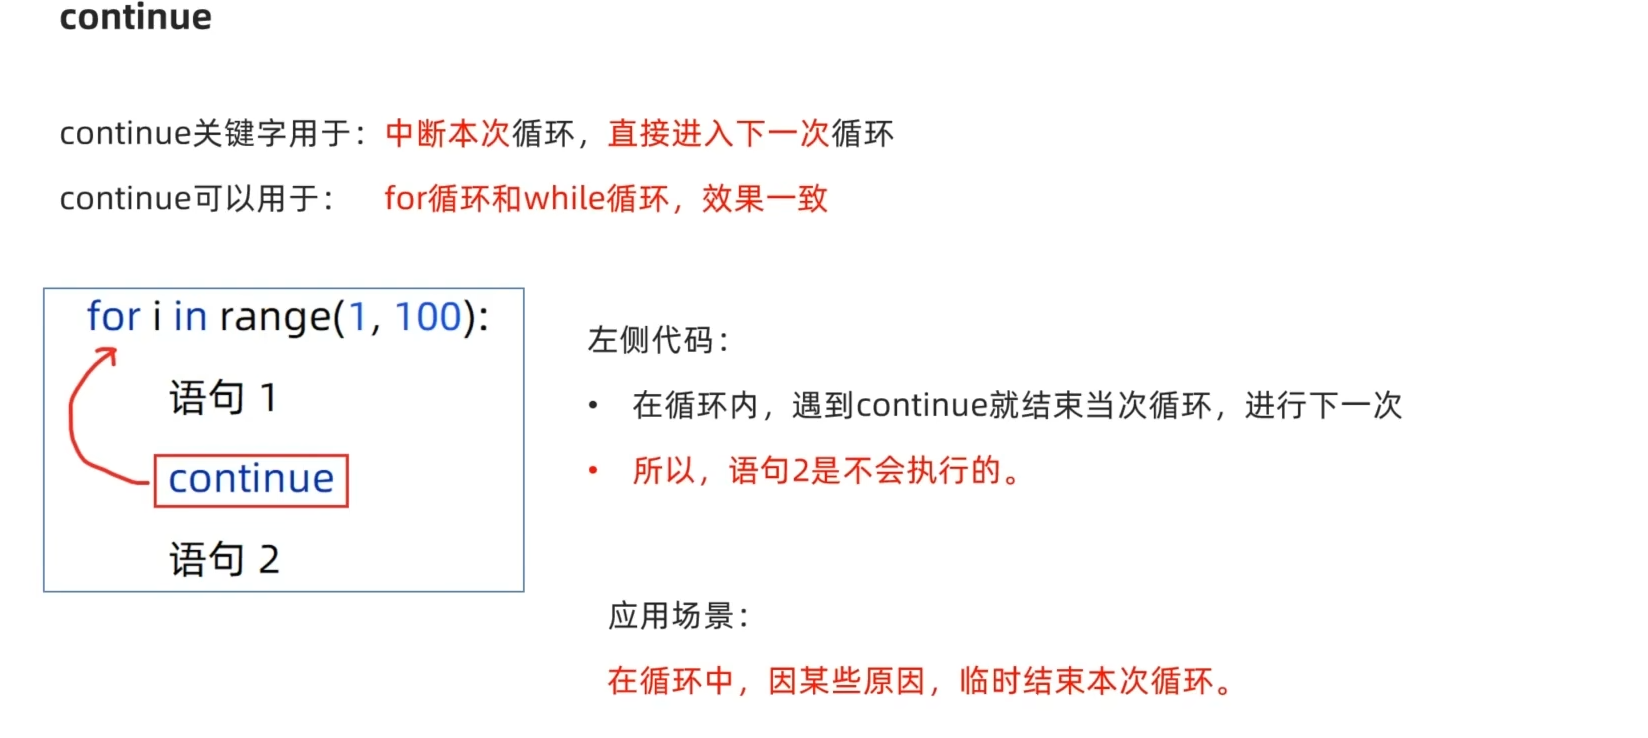 continue
continue关键字用于：中断本次循环，直接进入下一次循环
continue可以用于： for循环和while循环，效果一致
for i in range(1, 100):
语句 1
continue
语句 2
左侧代码：
• 在循环内，遇到continue就结束当次循环，进行下一次
• 所以，语句2是不会执行的。
应用场景：
在循环中，因某些原因，临时结束本次循环。